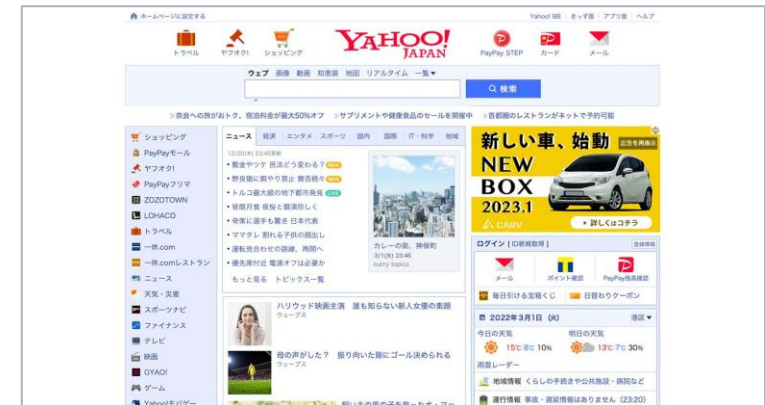 ホームページに設定する
Yahoo! BB
きっず版
アプリ版
ヘルプ
トラベル
ヤフオク!
ショッピング
YAHOO!
JAPAN
PayPay STEP
カード
メール
ウェブ 画像 動画 知恵袋 地図 リアルタイム 一覧▼
検索
奈良への旅がおトク、宿泊料金が最大50%オフ
サプリメントや健康食品のセールを開催中
首都圏のレストランがネットで予約可能
ショッピング
PayPayモール
ヤフオク!
PayPayフリマ
ZOZOTOWN
LOHACO
トラベル
一休.com
一休.comレストラン
ニュース
天気・災害
スポーツナビ
ファイナンス
テレビ
映画
GYAO!
ゲーム
Yahoo!モバゲー
ニュース 経済 エンタメ スポーツ 国内 国際 IT・科学 地域
23:45更新
敷金やツケ 民法どう変わる? NEW
野良猫に餌やり禁止 賛否続々 NEW
トルコ最大級の地下都市発見 LIVE
皆既月食 夜桜と競演珍しく
奇策に選手も驚き 日本代表
ママタレ 割れる子供の顔出し
運転見合わせの路線、再開へ
優先席付近 電源オフは必要か
もっと見る トピックス一覧
カレーの街、神保町
3/1(火) 23:45
curry topics
ハリウッド映画主演 誰も知らない新人女優の素顔
ウェーブス
母の声がした? 振り向いた隙にゴール決められる
ウェーブス
新しい車、始動
広告を再表示
NEW
BOX
2023.1
CARV
詳しくはコチラ
ログイン [ID新規取得]
登録情報
メール
ポイント確認
PayPay残高確認
毎日引ける宝箱くじ
日替わりクーポン
2022年3月1日 (火)
港区▼
今日の天気
明日の天気
15℃ 8℃ 10%
13℃ 7℃ 30%
雨雲レーダー
地域情報 くらしの手続きや公共施設・病院など
運行情報 事故・遅延情報はありません (23:20)